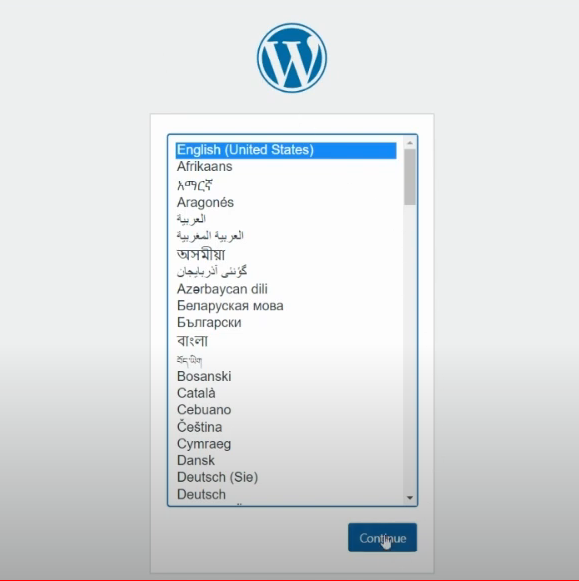 English (United States)
Afrikaans
አማርኛ
Aragonés
العربية
العربية المغربية
অসমীয়া
گؤنئی آذربایجان
Azərbaycan dili
Беларуская мова
Български
বাংলা
བོད་ཡིག
Bosanski
Català
Cebuano
Čeština
Cymraeg
Dansk
Deutsch (Sie)
Deutsch
Continue